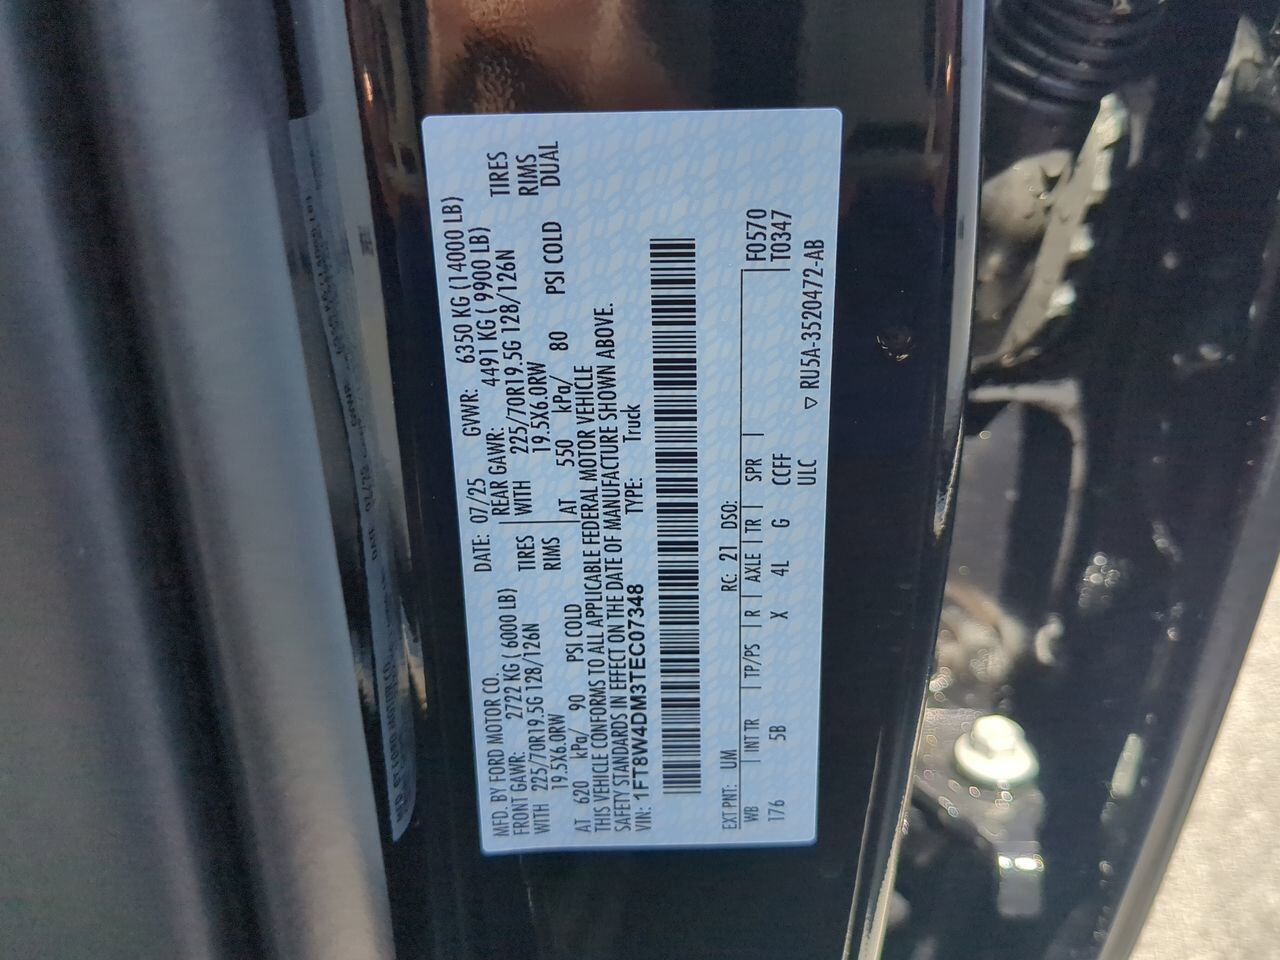 MFD. BY FORD MOTOR CO.
DATE: 07/25 GVWR: 6350 KG (14000 LB)
FRONT GAWR: 2722 KG ( 6000 LB) REAR GAWR: 4491 KG ( 9900 LB)
WITH 225/70R19.5G 128/126N TIRES WITH 225/70R19.5G 128/126N TIRES
19.5X6.0RW RIMS 19.5X6.0RW RIMS
AT 620 kPa/ 90 PSI COLD AT 550 kPa/ 80 PSI COLD DUAL
THIS VEHICLE CONFORMS TO ALL APPLICABLE FEDERAL MOTOR VEHICLE
SAFETY STANDARDS IN EFFECT ON THE DATE OF MANUFACTURE SHOWN ABOVE.
VIN: 1FT8W4DM3TEC07348 TYPE: Truck
EXT PNT: UM RC: 21 DSO:
WB INT TR TP/PS R AXLE TR SPR F0570
176 5B X 4L G CCFF T0347
ULC ▽ RU5A-3520472-AB